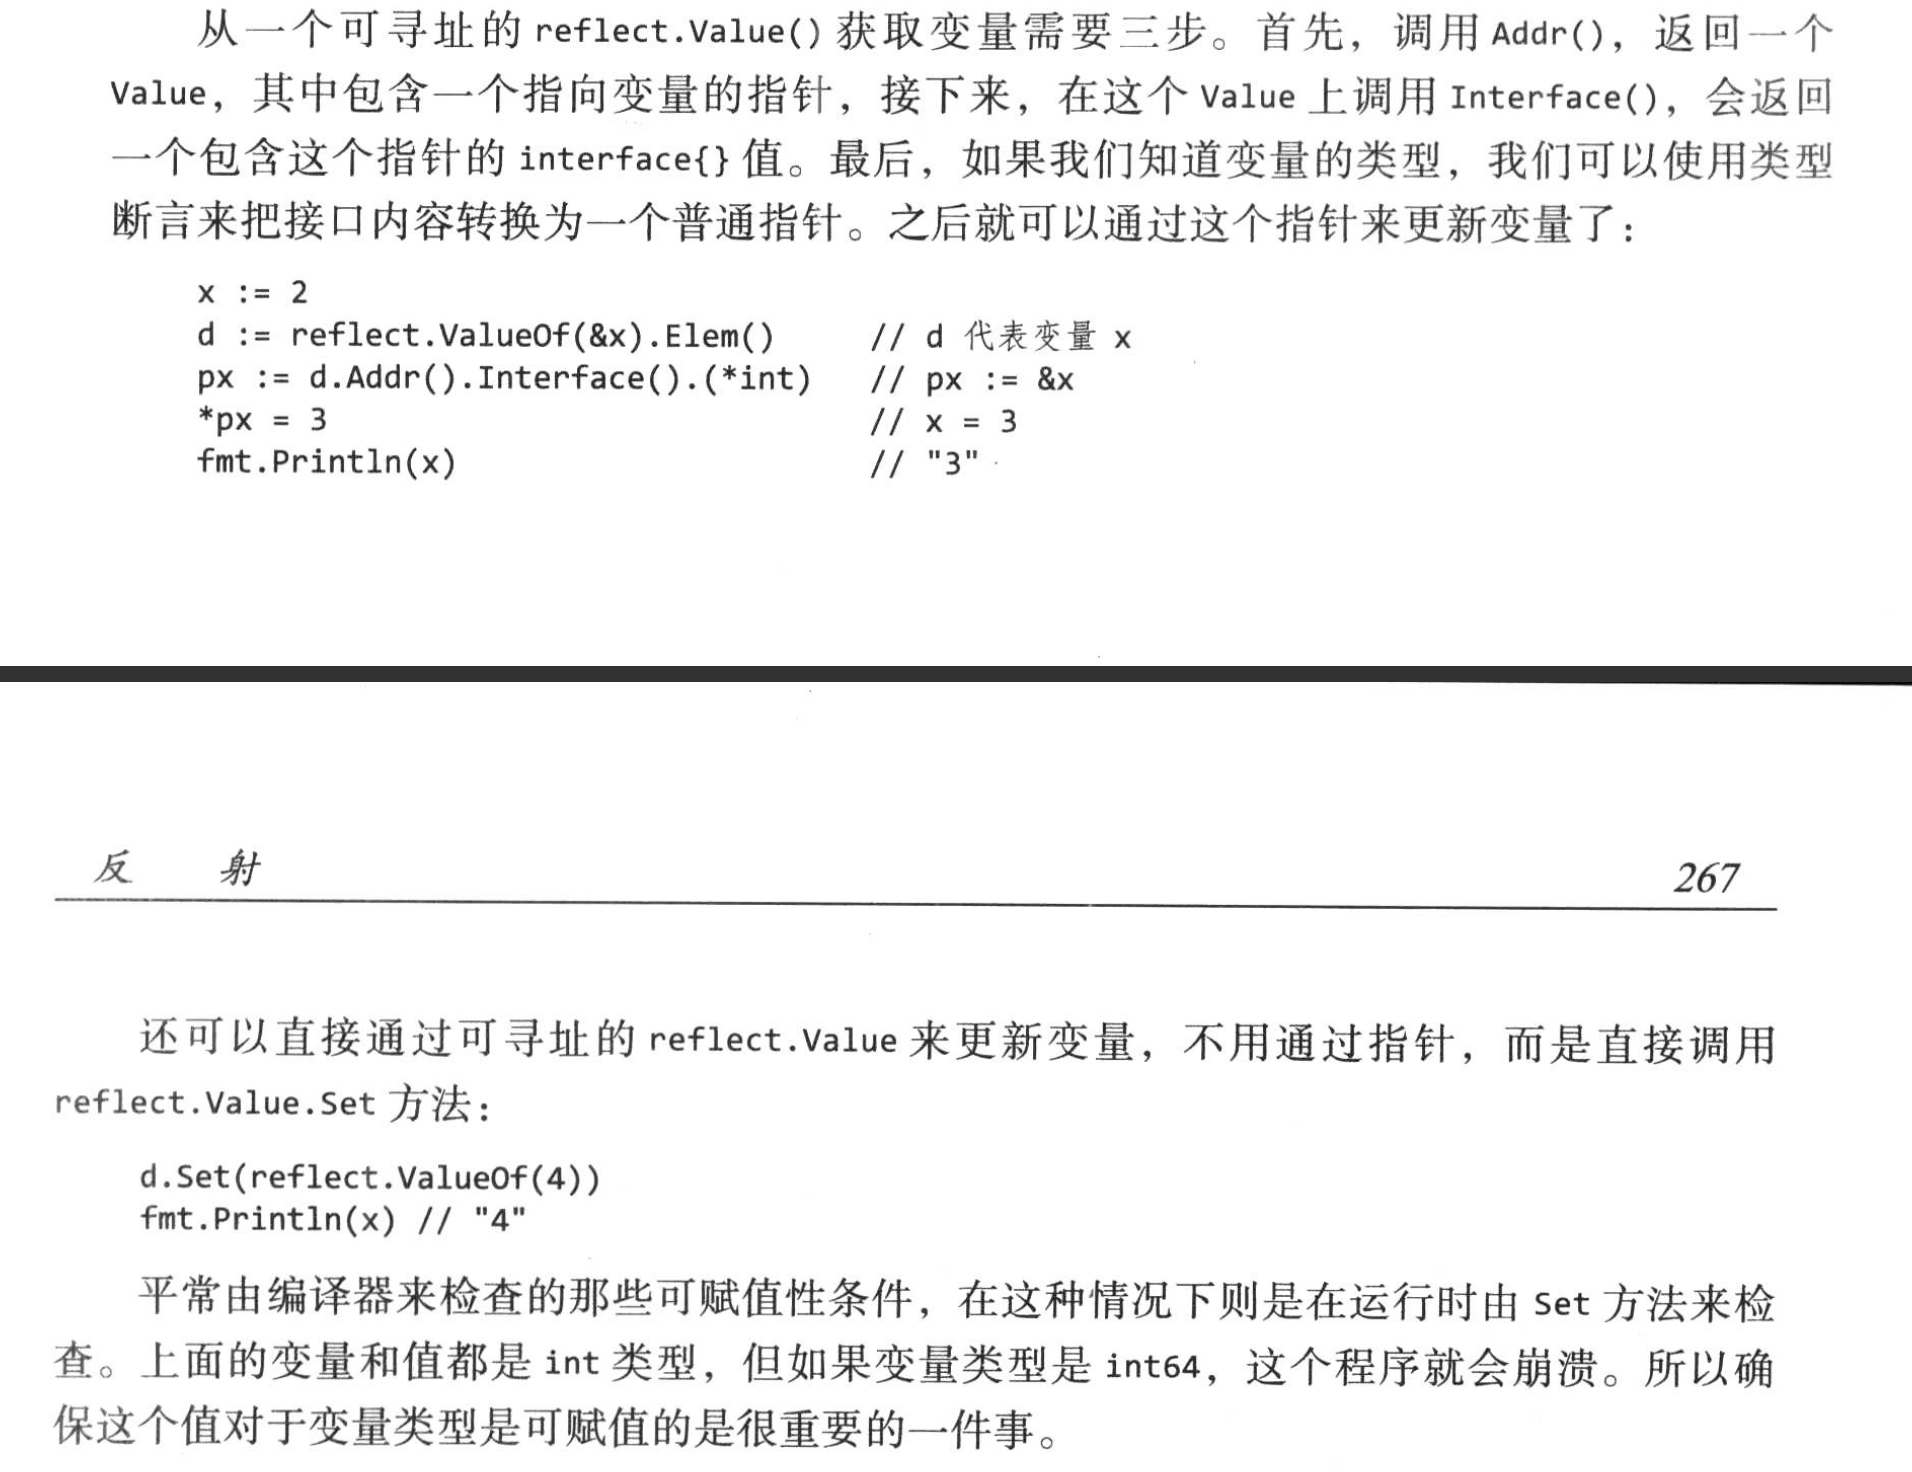 从一个可寻址的 reflect.Value() 获取变量需要三步。首先，调用 Addr()，返回一个
Value，其中包含一个指向变量的指针，接下来，在这个 Value 上调用 Interface()，会返回
一个包含这个指针的 interface{} 值。最后，如果我们知道变量的类型，我们可以使用类型
断言来把接口内容转换为一个普通指针。之后就可以通过这个指针来更新变量了：
x := 2
d := reflect.ValueOf(&x).Elem() // d 代表变量 x
px := d.Addr().Interface().(*int) // px := &x
*px = 3 // x = 3
fmt.Println(x) // "3"
反 射 267
还可以直接通过可寻址的 reflect.Value 来更新变量，不用通过指针，而是直接调用
reflect.Value.Set 方法：
d.Set(reflect.ValueOf(4))
fmt.Println(x) // "4"
平常由编译器来检查的那些可赋值性条件，在这种情况下则是在运行时由 Set 方法来检
查。上面的变量和值都是 int 类型，但如果变量类型是 int64，这个程序就会崩溃。所以确
保这个值对于变量类型是可赋值的是很重要的一件事。